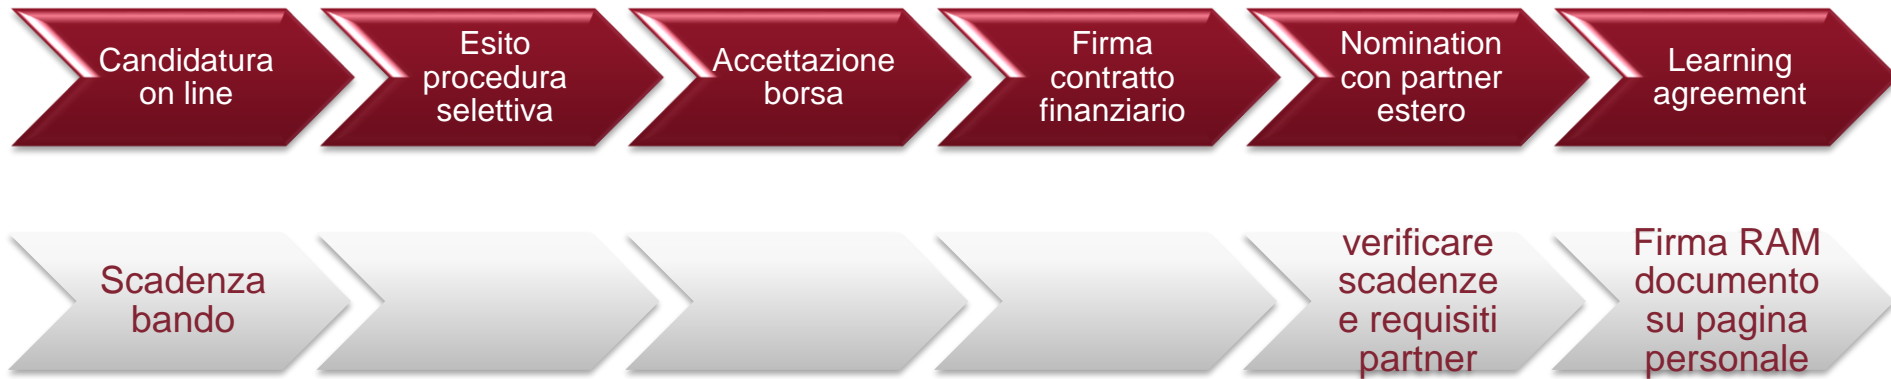 Candidatura
on line
Esito
procedura
selettiva
Accettazione
borsa
Firma
contratto
finanziario
Nomination
con partner
estero
Learning
agreement
Scadenza
bando
verificare
scadenze
e requisiti
partner
Firma RAM
documento
su pagina
personale